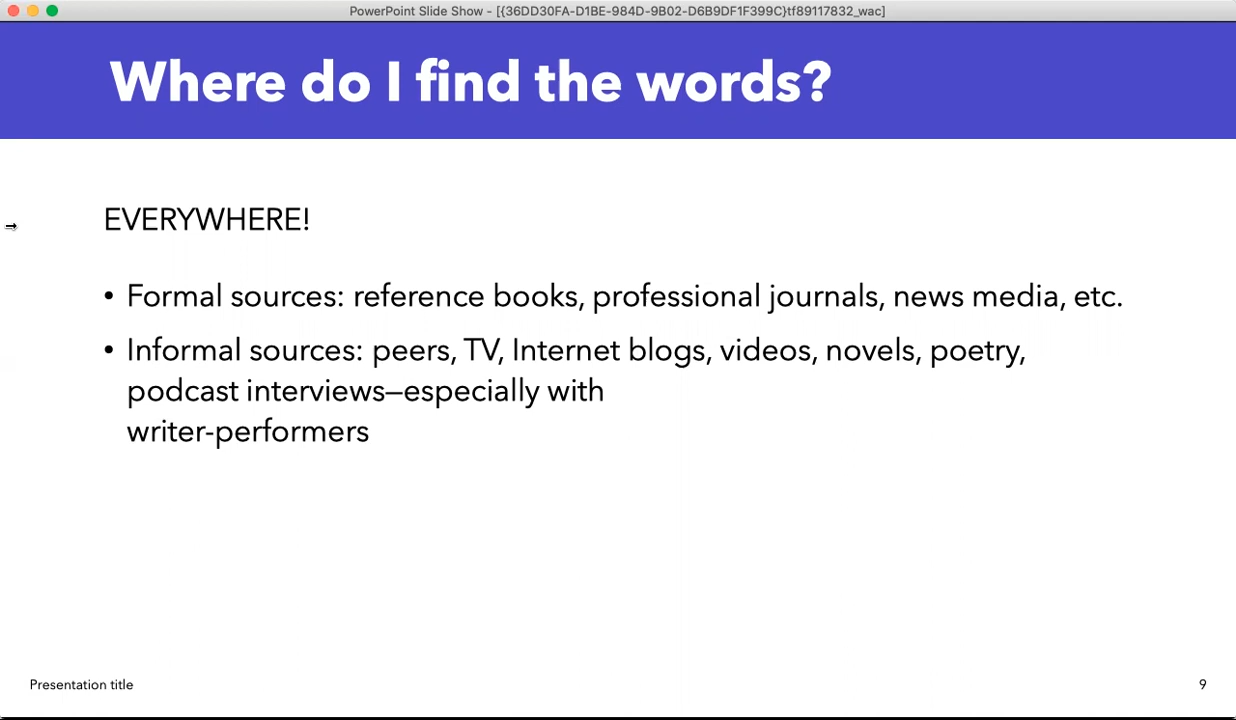 PowerPoint Slide Show - [{36DD30FA-D1BE-984D-9B02-D6B9DF1F399C}tf89117832_wac]
Where do I find the words?
EVERYWHERE!
• Formal sources: reference books, professional journals, news media, etc.
• Informal sources: peers, TV, Internet blogs, videos, novels, poetry,
podcast interviews—especially with
writer-performers
Presentation title
9